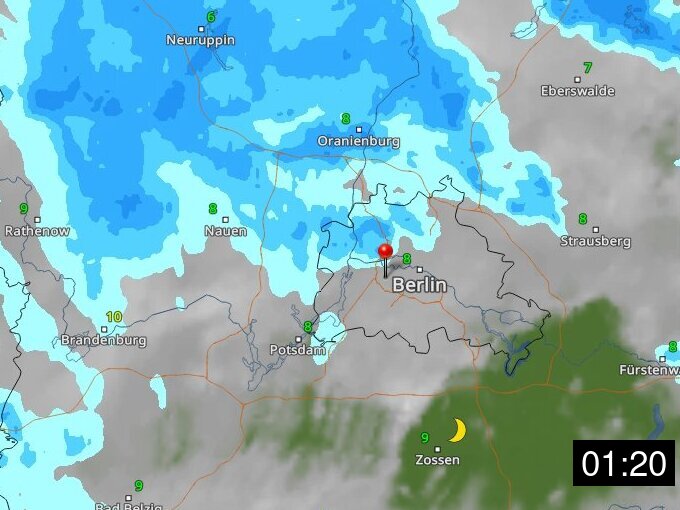 6
Neuruppin
7
Eberswalde
8
Oranienburg
9
Rathenow
8
Nauen
8
Strausberg
8
Berlin
10
Brandenburg
8
Potsdam
8
Fürstenw
9
Zossen
01:20
9
Bad Belzig